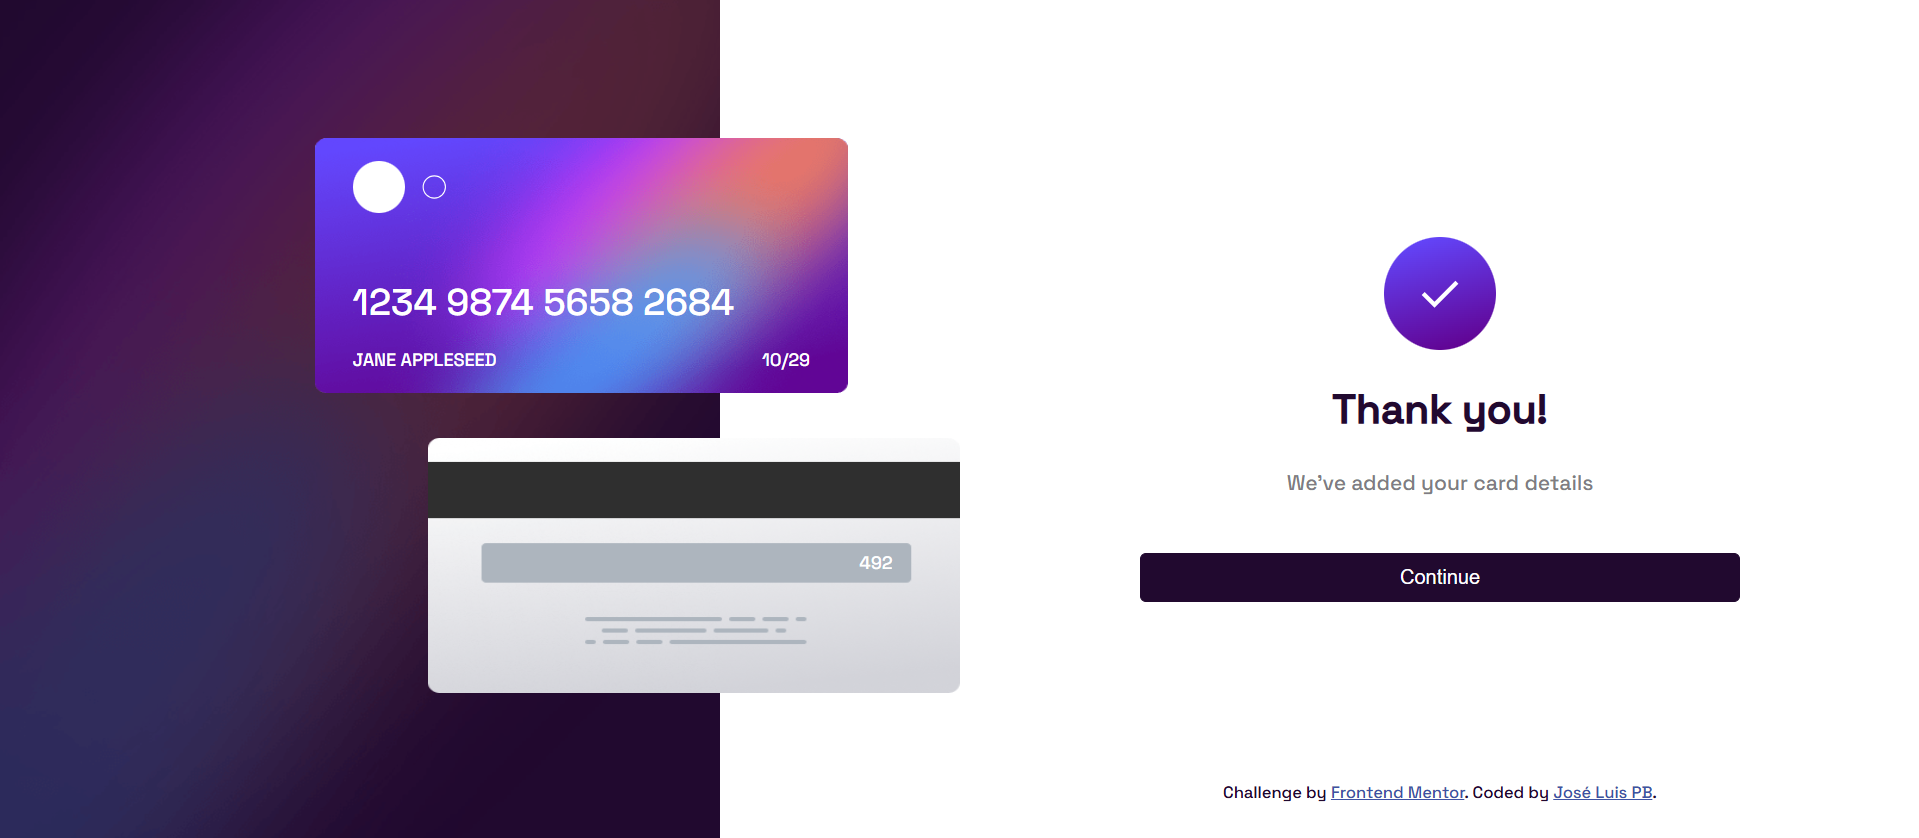 1234 9874 5658 2684
JANE APPLESEED 10/29
492
Thank you!
We've added your card details
Continue
Challenge by Frontend Mentor. Coded by José Luis PB.